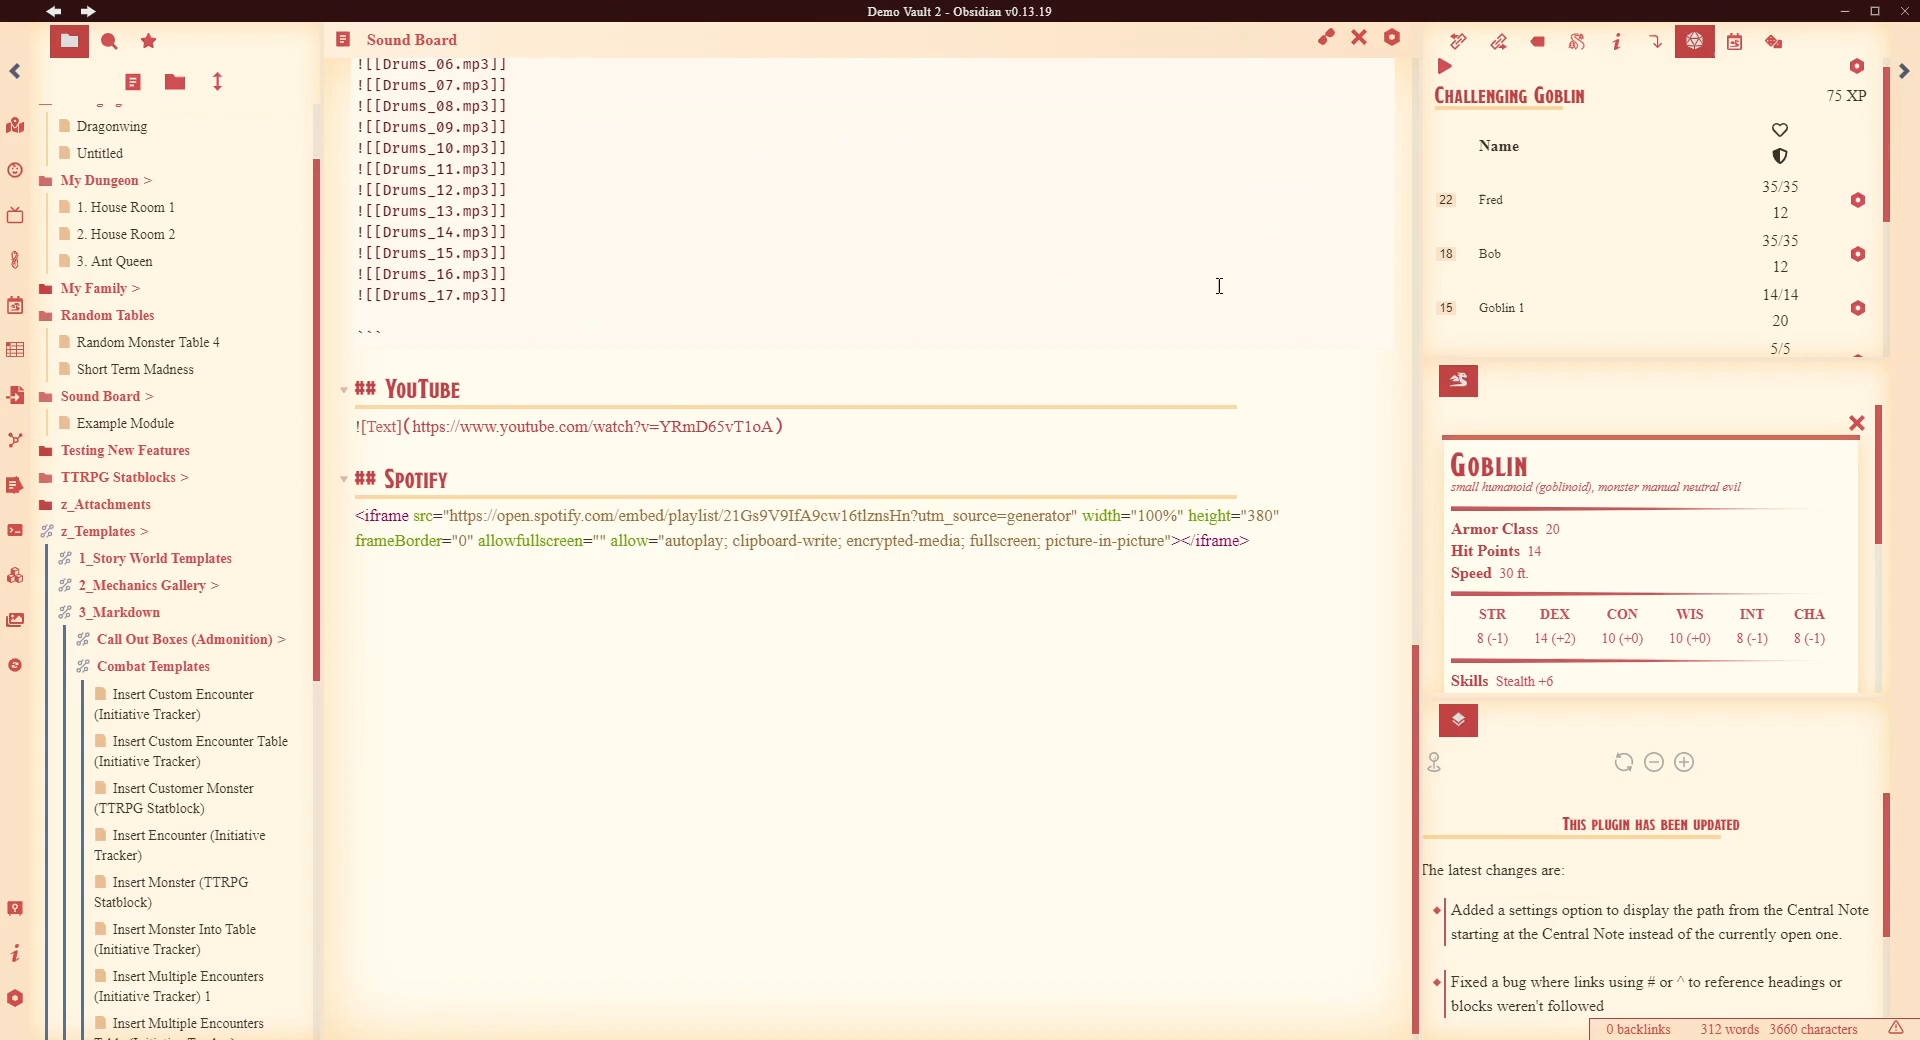 Demo Vault 2 - Obsidian v0.13.19
Dragonwing
Untitled
My Dungeon >
1. House Room 1
2. House Room 2
3. Ant Queen
My Family >
Random Tables
Random Monster Table 4
Short Term Madness
Sound Board >
Example Module
Testing New Features
TTRPG Statblocks >
z_Attachments
z_Templates >
1_Story World Templates
2_Mechanics Gallery >
3_Markdown
Call Out Boxes (Admonition) >
Combat Templates
Insert Custom Encounter
(Initiative Tracker)
Insert Custom Encounter Table
(Initiative Tracker)
Insert Customer Monster
(TTRPG Statblock)
Insert Encounter (Initiative
Tracker)
Insert Monster (TTRPG
Statblock)
Insert Monster Into Table
(Initiative Tracker)
Insert Multiple Encounters
(Initiative Tracker) 1
Insert Multiple Encounters
Sound Board
![[Drums_06.mp3]]
![[Drums_07.mp3]]
![[Drums_08.mp3]]
![[Drums_09.mp3]]
![[Drums_10.mp3]]
![[Drums_11.mp3]]
![[Drums_12.mp3]]
![[Drums_13.mp3]]
![[Drums_14.mp3]]
![[Drums_15.mp3]]
![[Drums_16.mp3]]
![[Drums_17.mp3]]
```
## YouTube
![Text](https://www.youtube.com/watch?v=YRmD65vT1oA)
## Spotify
<iframe src="https://open.spotify.com/embed/playlist/21Gs9V9IfA9cw16tlznsHn?utm_source=generator" width="100%" height="380"
frameBorder="0" allowfullscreen="" allow="autoplay; clipboard-write; encrypted-media; fullscreen; picture-in-picture"></iframe>
Challenging Goblin 75 XP
Name
22 Fred 35/35
12
18 Bob 35/35
12
15 Goblin 1 14/14
20
5/5
Goblin
small humanoid (goblinoid), monster manual neutral evil
Armor Class 20
Hit Points 14
Speed 30 ft.
STR DEX CON WIS INT CHA
8 (-1) 14 (+2) 10 (+0) 10 (+0) 8 (-1) 8 (-1)
Skills Stealth +6
This plugin has been updated
The latest changes are:
Added a settings option to display the path from the Central Note
starting at the Central Note instead of the currently open one.
Fixed a bug where links using # or ^ to reference headings or
blocks weren't followed
0 backlinks 312 words 3660 characters